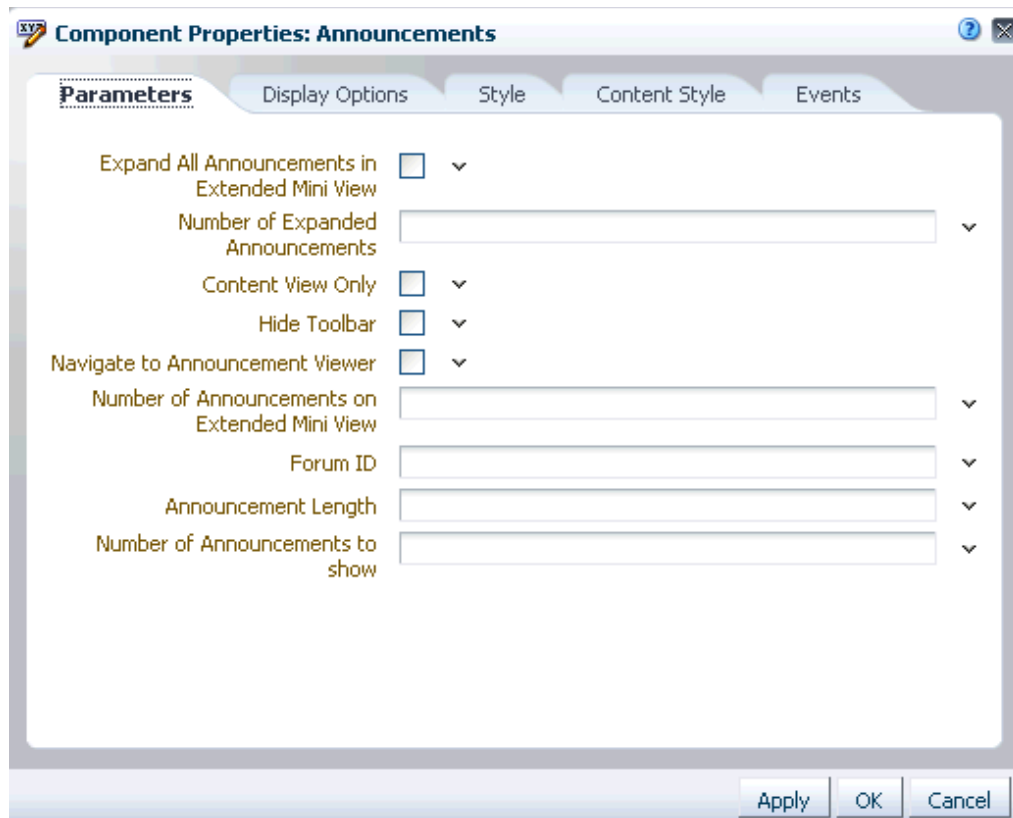 Component Properties: Announcements
Parameters
Display Options
Style
Content Style
Events
Expand All Announcements in
Extended Mini View
Number of Expanded
Announcements
Content View Only
Hide Toolbar
Navigate to Announcement Viewer
Number of Announcements on
Extended Mini View
Forum ID
Announcement Length
Number of Announcements to
show
Apply
OK
Cancel